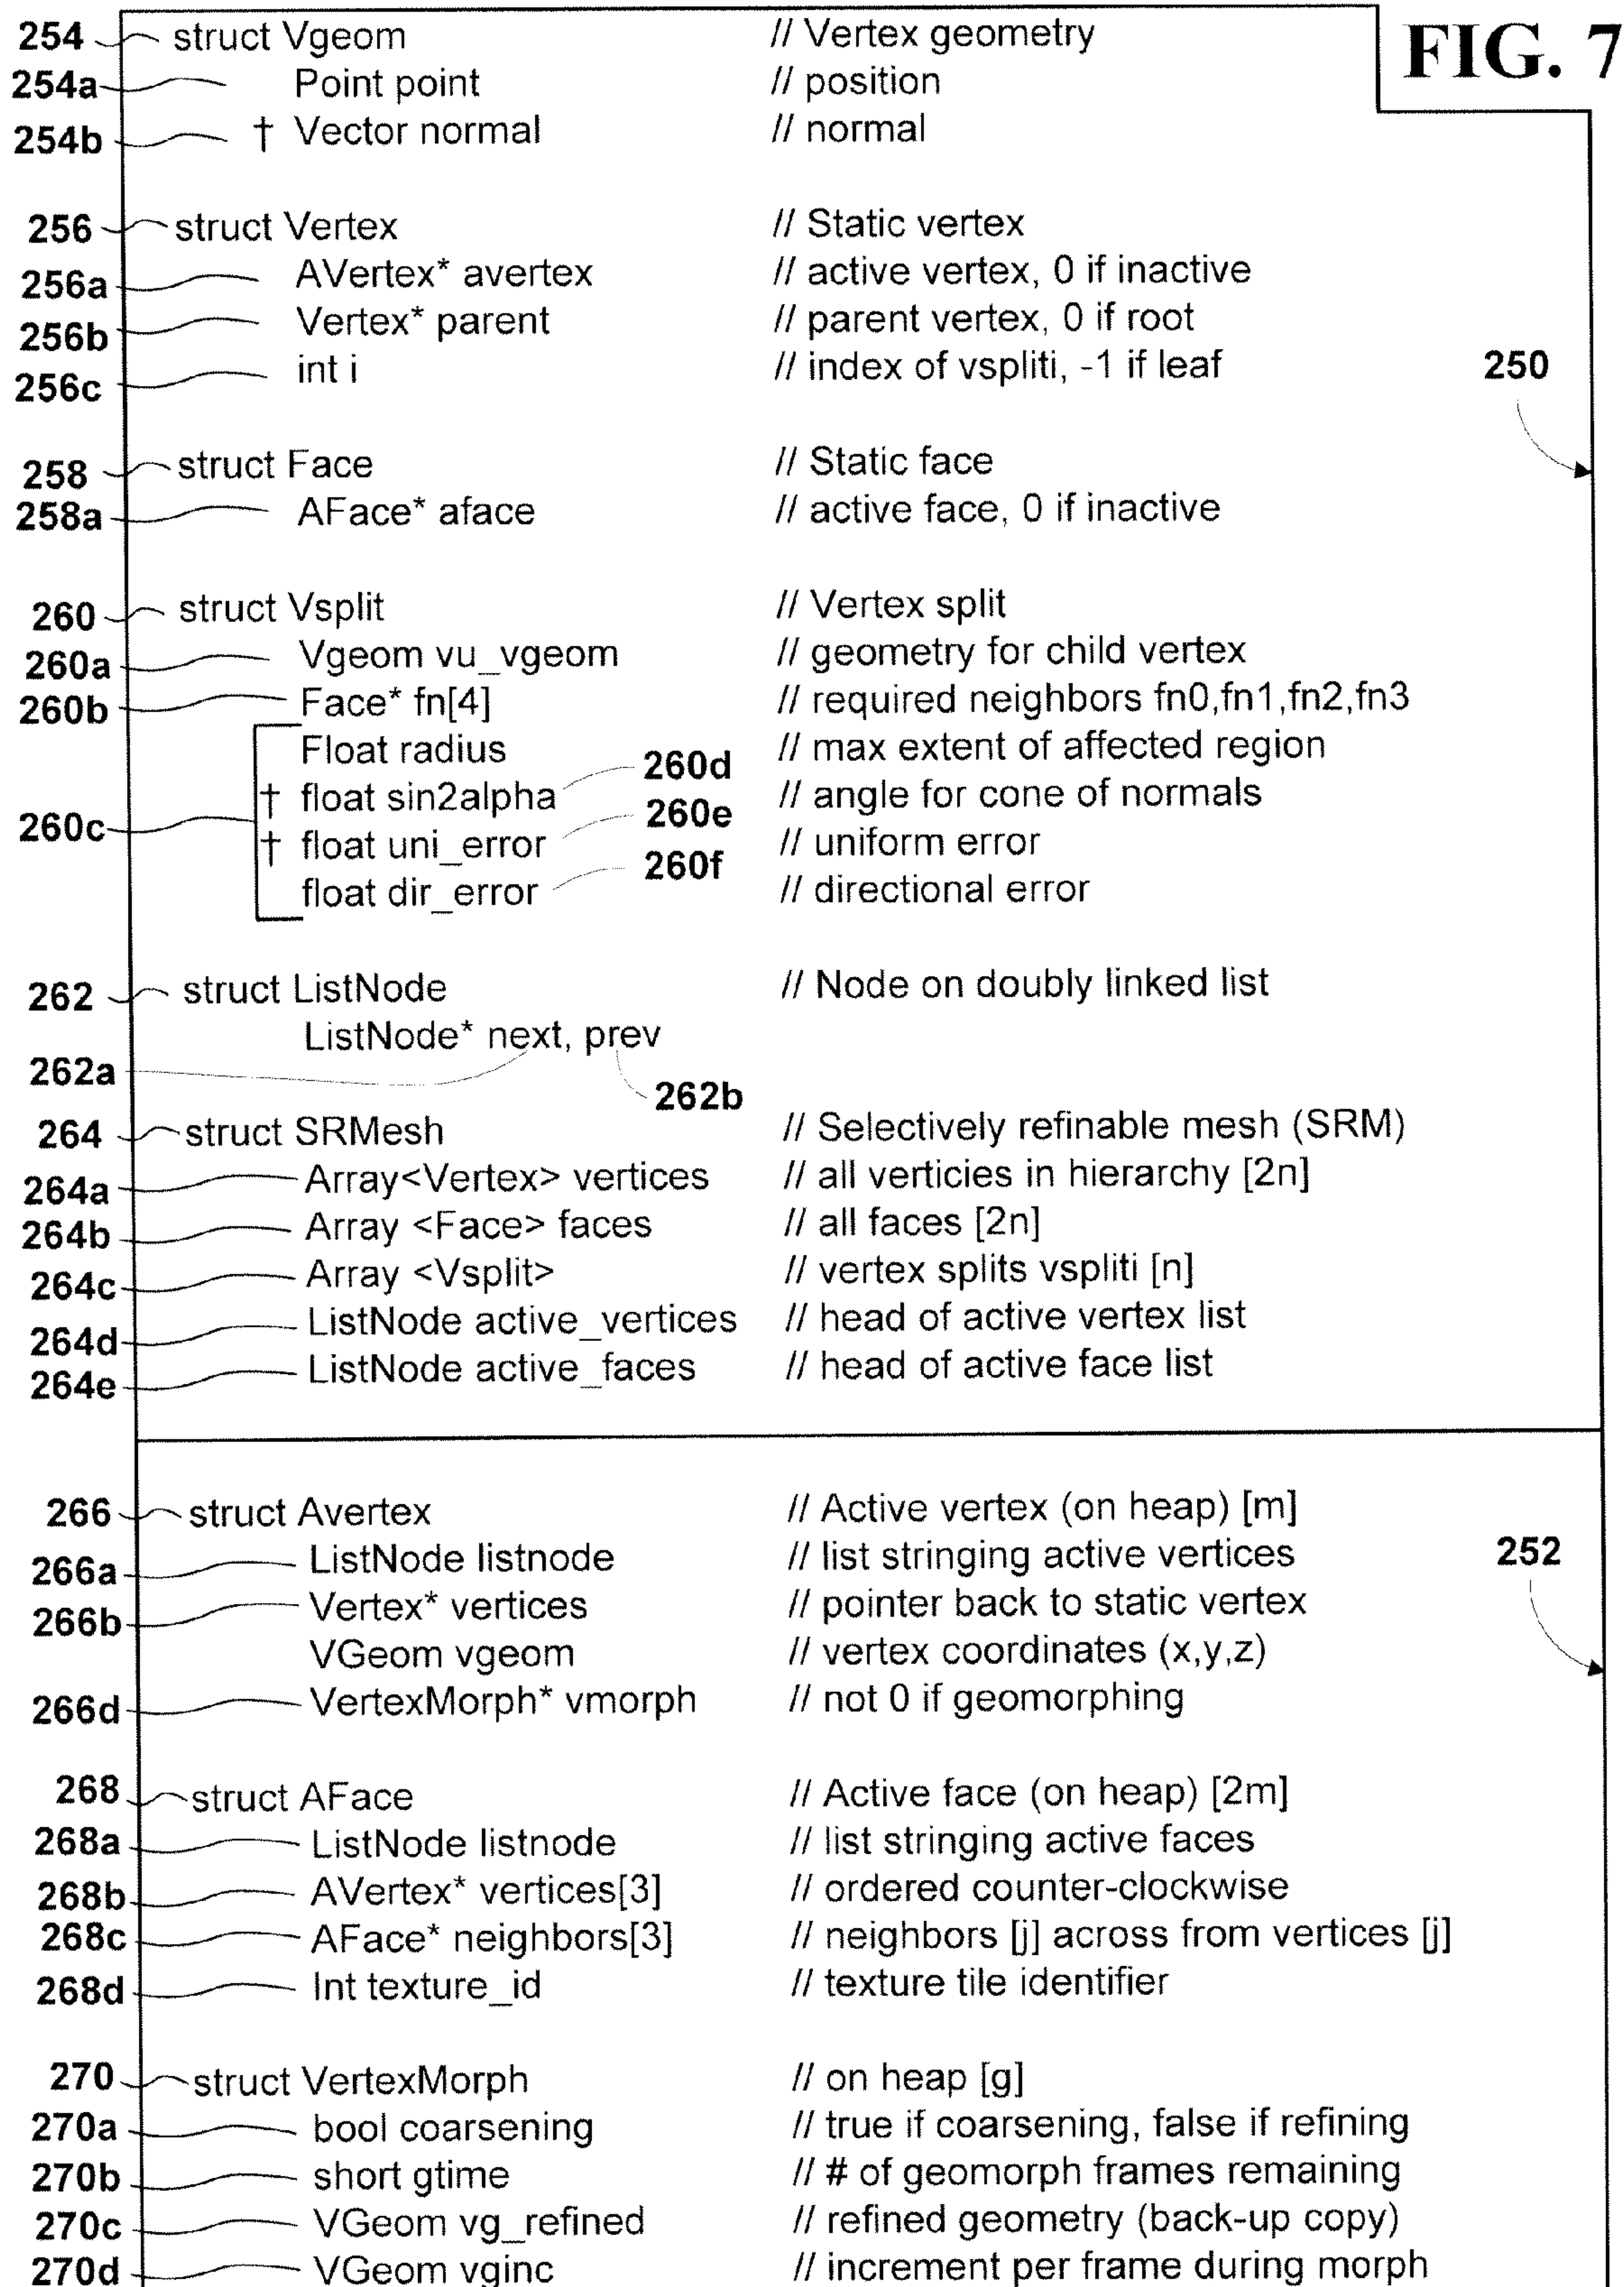 FIG. 7
254 struct Vgeom // Vertex geometry
254a Point point // position
254b † Vector normal // normal
256 struct Vertex // Static vertex
256a AVertex* avertex // active vertex, 0 if inactive
256b Vertex* parent // parent vertex, 0 if root
256c int i // index of vspliti, -1 if leaf
250
258 struct Face // Static face
258a AFace* aface // active face, 0 if inactive
260 struct Vsplit // Vertex split
260a Vgeom vu_vgeom // geometry for child vertex
260b Face* fn[4] // required neighbors fn0,fn1,fn2,fn3
Float radius // max extent of affected region
† float sin2alpha 260d // angle for cone of normals
260c † float uni_error 260e // uniform error
float dir_error 260f // directional error
262 struct ListNode // Node on doubly linked list
ListNode* next, prev
262a 262b
264 struct SRMesh // Selectively refinable mesh (SRM)
264a Array<Vertex> vertices // all verticies in hierarchy [2n]
264b Array <Face> faces // all faces [2n]
264c Array <Vsplit> // vertex splits vspliti [n]
264d ListNode active_vertices // head of active vertex list
264e ListNode active_faces // head of active face list
266 struct Avertex // Active vertex (on heap) [m]
266a ListNode listnode // list stringing active vertices 252
266b Vertex* vertices // pointer back to static vertex
VGeom vgeom // vertex coordinates (x,y,z)
266d VertexMorph* vmorph // not 0 if geomorphing
268 struct AFace // Active face (on heap) [2m]
268a ListNode listnode // list stringing active faces
268b AVertex* vertices[3] // ordered counter-clockwise
268c AFace* neighbors[3] // neighbors [j] across from vertices [j]
268d Int texture_id // texture tile identifier
270 struct VertexMorph // on heap [g]
270a bool coarsening // true if coarsening, false if refining
270b short gtime // # of geomorph frames remaining
270c VGeom vg_refined // refined geometry (back-up copy)
270d VGeom vginc // increment per frame during morph